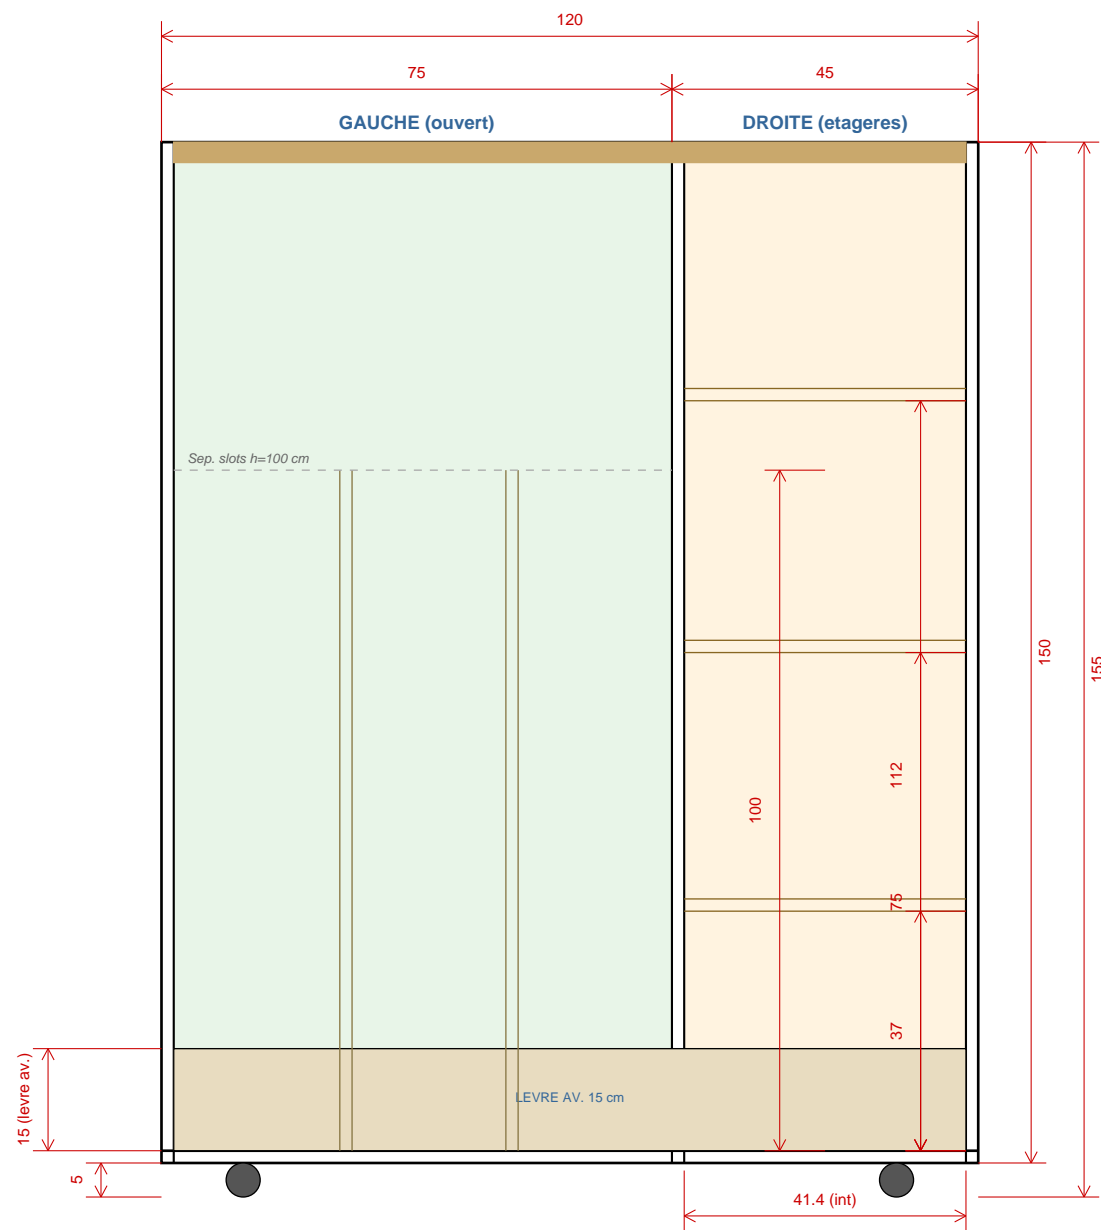 120
75
45
GAUCHE (ouvert)
DROITE (etageres)
Sep. slots h=100 cm
150
155
112
100
75
37
15 (levre av.)
LEVRE AV. 15 cm
5
41.4 (int)